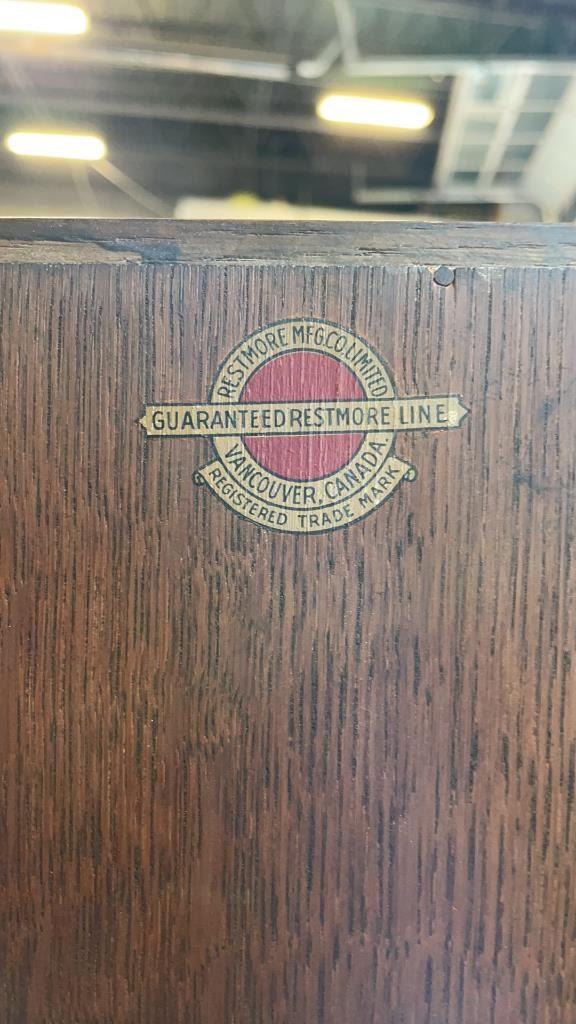 RESTMORE MFG.CO.LIMITED
GUARANTEED RESTMORE LINE
VANCOUVER, CANADA.
REGISTERED TRADE MARK